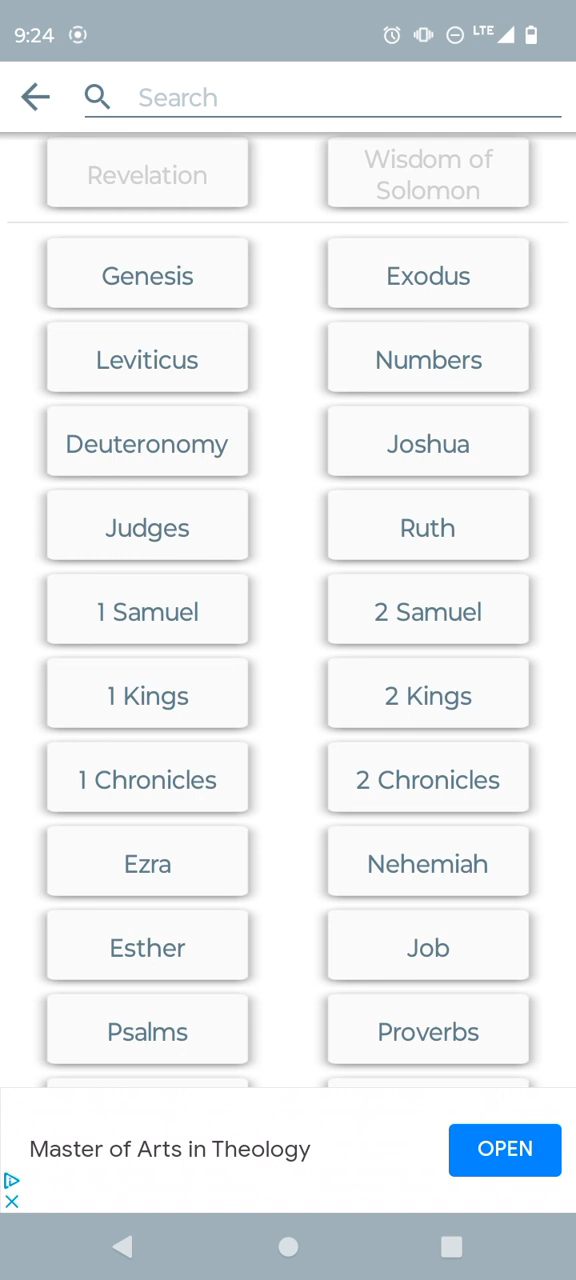 9:24
LTE
Search
Revelation
Wisdom of
Solomon
Genesis
Exodus
Leviticus
Numbers
Deuteronomy
Joshua
Judges
Ruth
1 Samuel
2 Samuel
1 Kings
2 Kings
1 Chronicles
2 Chronicles
Ezra
Nehemiah
Esther
Job
Psalms
Proverbs
Master of Arts in Theology
OPEN